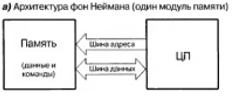 а) Архитектура фон Неймана (один модуль памяти)
Память
(данные и
команды)
Шина адреса
Шина данных
ЦП